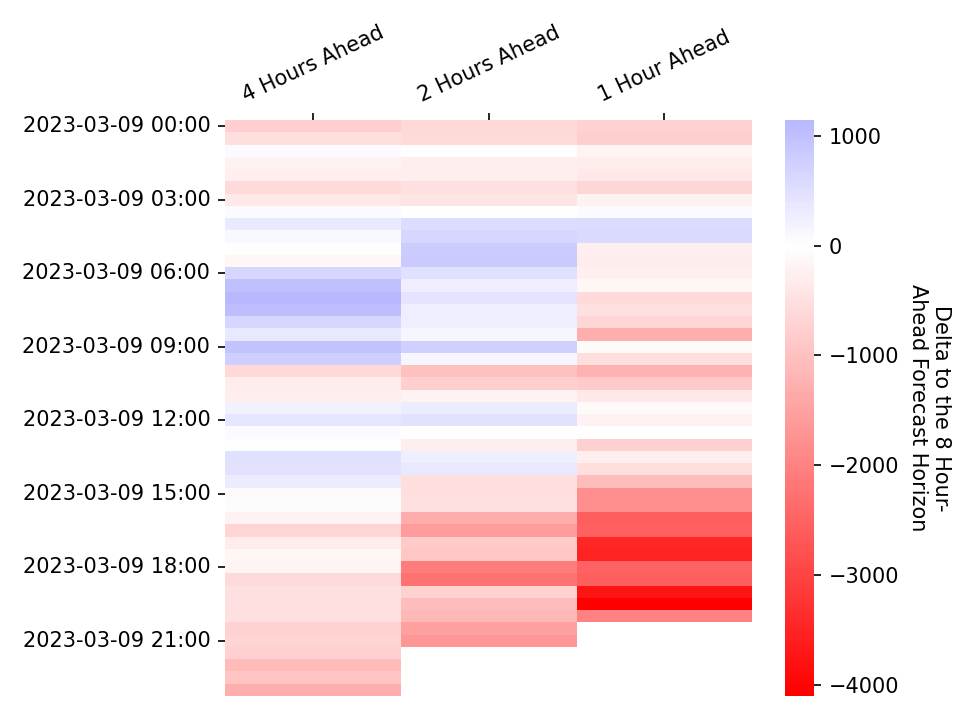 4 Hours Ahead
2 Hours Ahead
1 Hour Ahead
2023-03-09 00:00
2023-03-09 03:00
2023-03-09 06:00
2023-03-09 09:00
2023-03-09 12:00
2023-03-09 15:00
2023-03-09 18:00
2023-03-09 21:00
1000
0
−1000
−2000
−3000
−4000
Delta to the 8 Hour-
Ahead Forecast Horizon